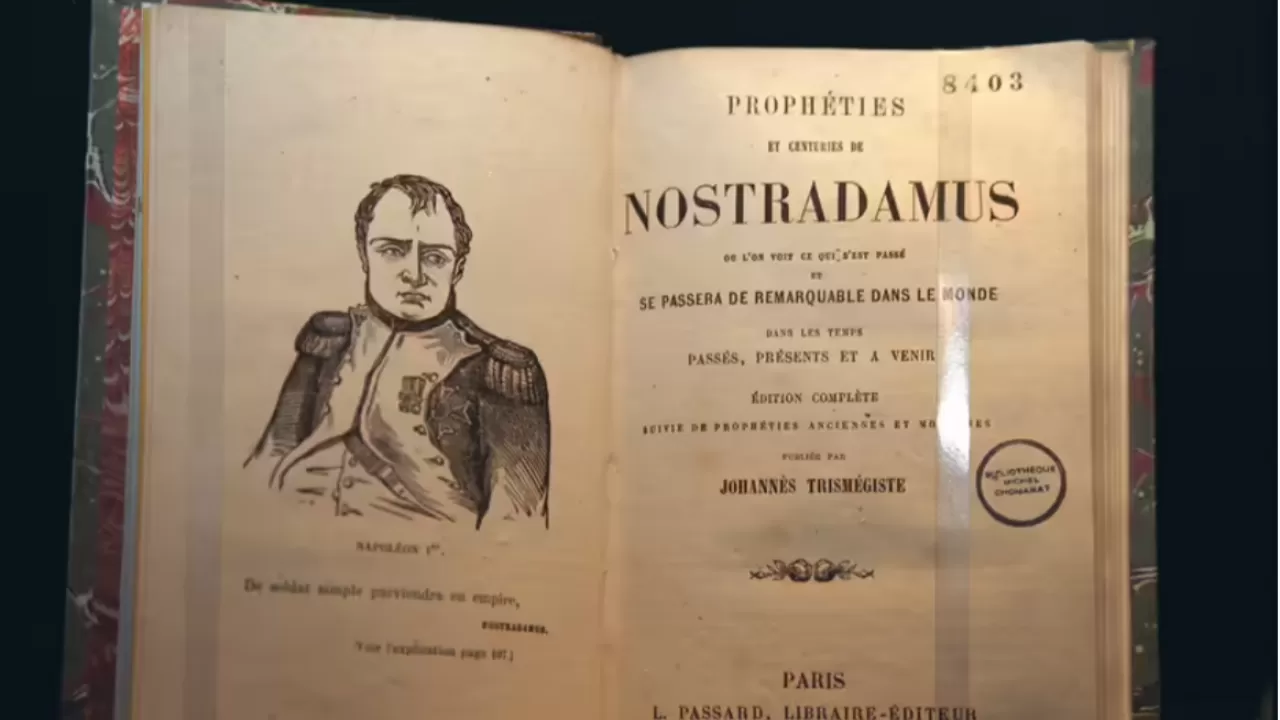 NAPOLÉON Ier.
De soldat simple parviendra en empire,
NOSTRADAMUS.
Voir l'explication page 107.)
8403
PROPHÉTIES
ET CENTURIES DE
NOSTRADAMUS
OU L'ON VOIT CE QUI S'EST PASSÉ
ET
SE PASSERA DE REMARQUABLE DANS LE MONDE
DANS LES TEMPS
PASSÉS, PRÉSENTS ET A VENIR
ÉDITION COMPLÈTE
SUIVIE DE PROPHÉTIES ANCIENNES ET MODERNES
PUBLIÉE PAR
JOHANNÈS TRISMÉGISTE
BIBLIOTHEQUE
MICHEL
CHOMARAT
PARIS
L. PASSARD, LIBRAIRE-ÉDITEUR